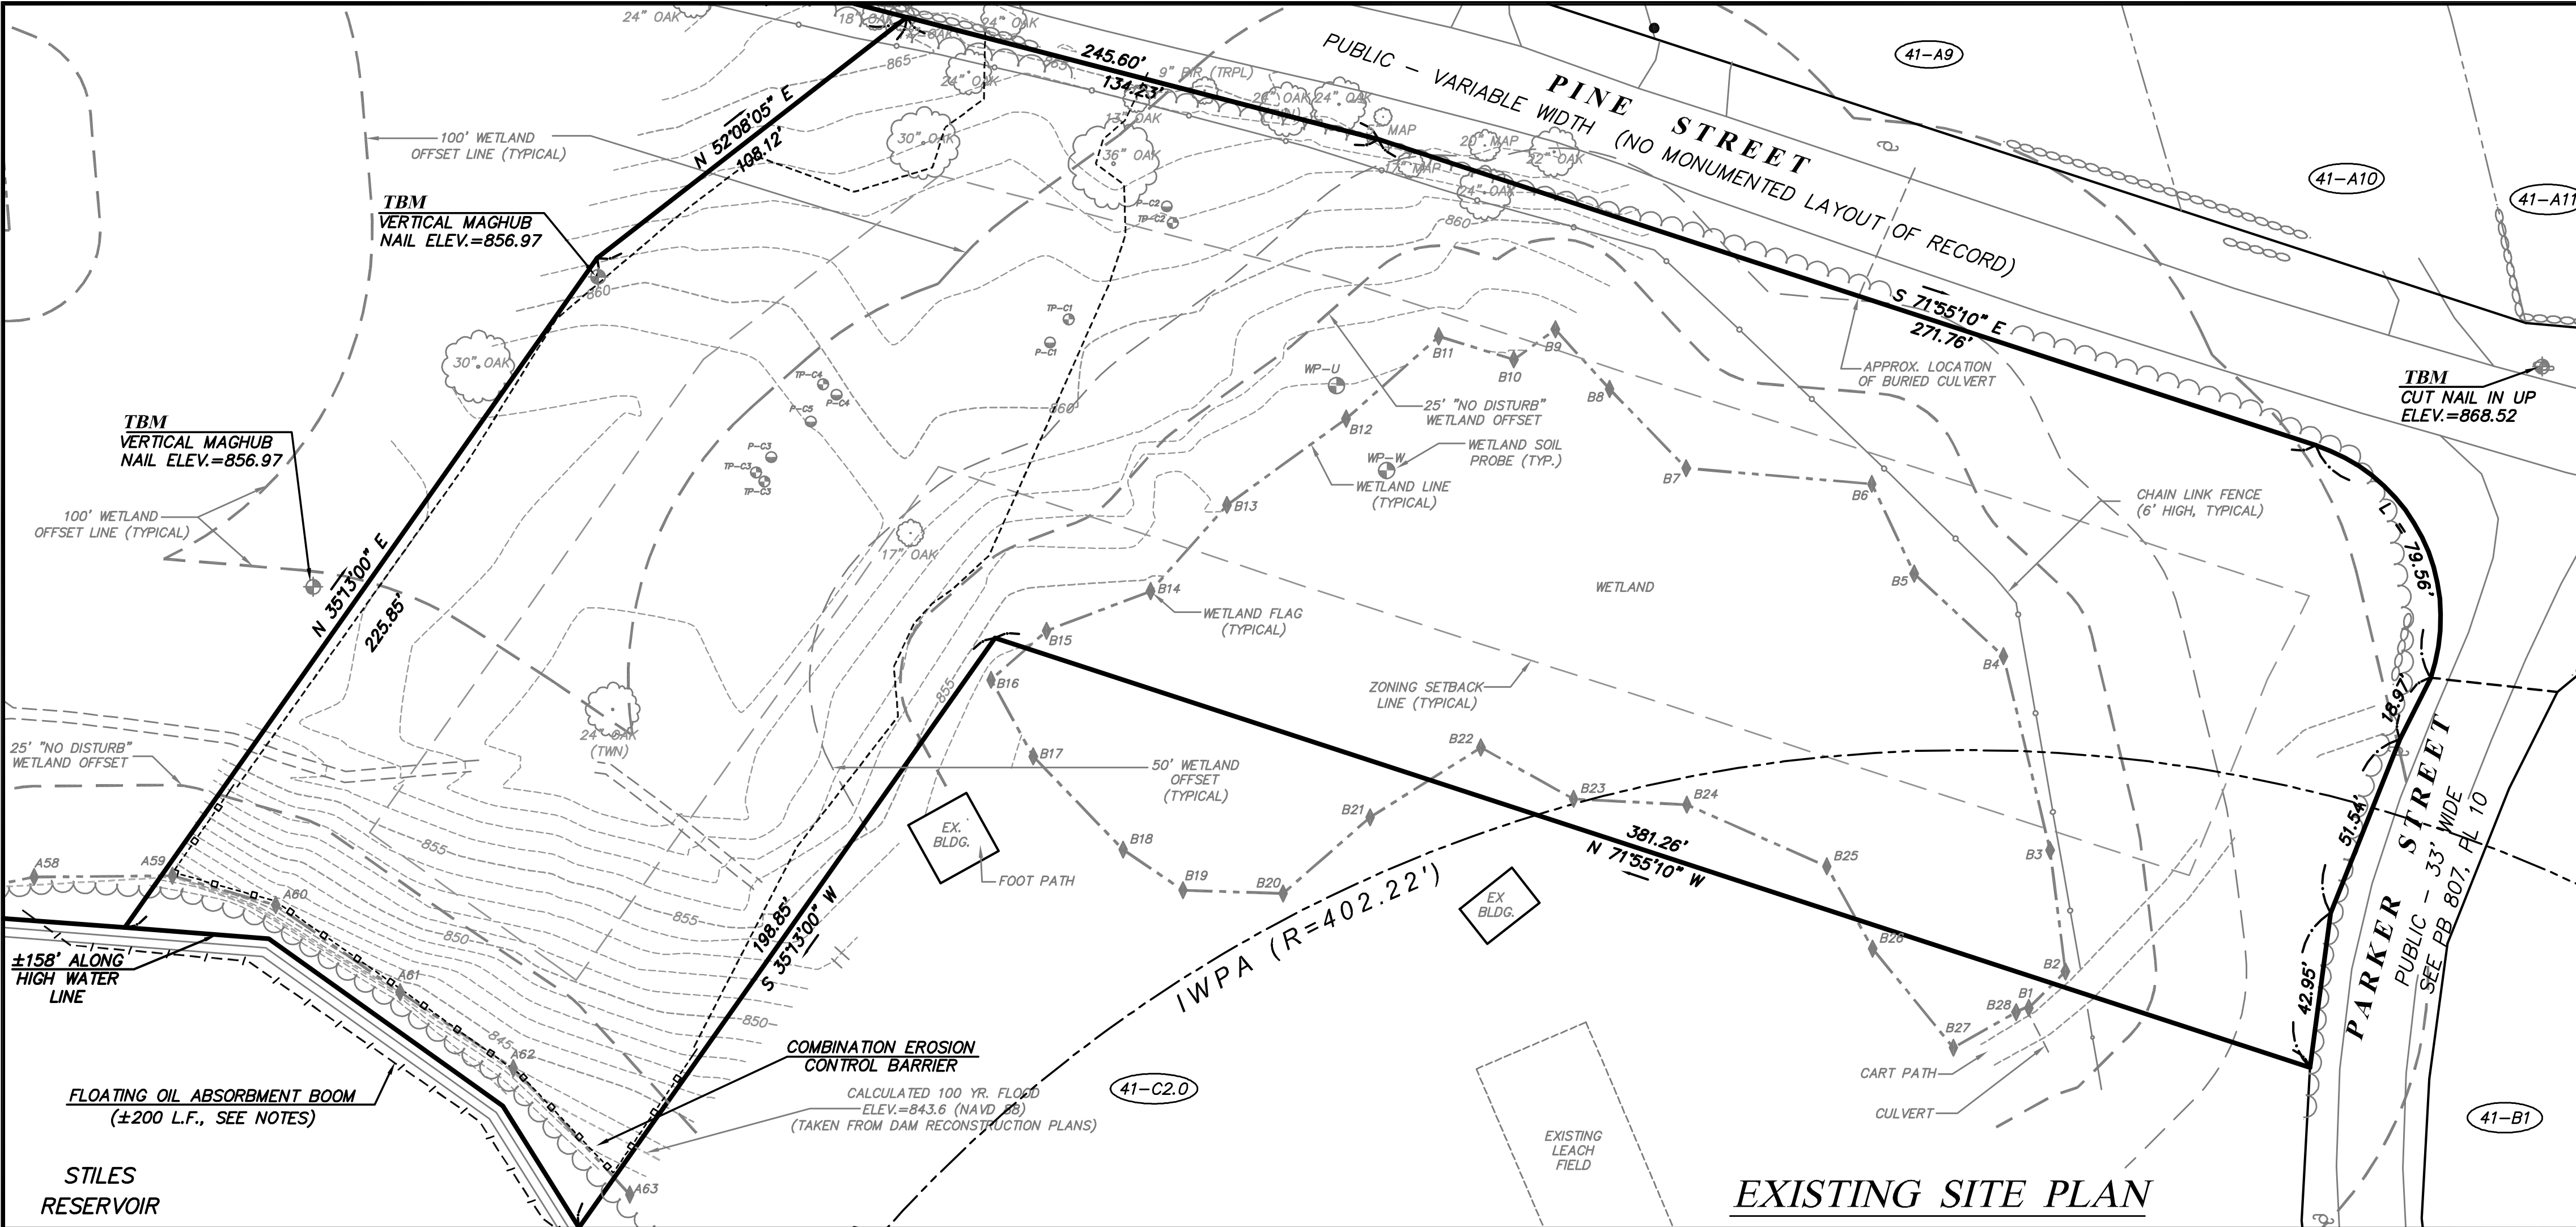 EXISTING SITE PLAN
PINE STREET
PUBLIC - VARIABLE WIDTH (NO MONUMENTED LAYOUT OF RECORD)
PARKER STREET
PUBLIC - 33' WIDE
SEE PB 807, PL 10
41-A9
41-A10
41-A11
41-B1
41-C2.0
24" OAK
18" OAK
24" OAK
865
24" OAK
245.60'
134.23'
9" BIR (TRPL)
24" OAK
MAP
13" OAK
30" OAK
36" OAK
20" MAP
22" OAK
17" MAP
24" OAK
860
N 52°08'05" E
108.12'
100' WETLAND
OFFSET LINE (TYPICAL)
TBM
VERTICAL MAGHUB
NAIL ELEV.=856.97
860
P-C2
TP-C2
TP-C1
P-C1
30" OAK
TP-C4
P-C4
P-C5
P-C3
TP-C3
TP-C3
860
TBM
VERTICAL MAGHUB
NAIL ELEV.=856.97
100' WETLAND
OFFSET LINE (TYPICAL)
N 35°13'00" E
225.85'
17" OAK
24" OAK
(TWN)
S 71°55'10" E
271.76'
APPROX. LOCATION
OF BURIED CULVERT
TBM
CUT NAIL IN UP
ELEV.=868.52
L = 79.56'
18.97'
51.54'
42.95'
CHAIN LINK FENCE
(6' HIGH, TYPICAL)
25' "NO DISTURB"
WETLAND OFFSET
WETLAND SOIL
PROBE (TYP.)
WP-U
WP-W
WETLAND LINE
(TYPICAL)
WETLAND
WETLAND FLAG
(TYPICAL)
ZONING SETBACK
LINE (TYPICAL)
B11
B10
B9
B8
B12
B7
B6
B13
B5
B14
B15
B4
B16
B17
B22
B23
B24
B21
B18
B19
B20
B25
B3
B26
B2
B1
B28
B27
381.26'
N 71°55'10" W
IWPA (R=402.22')
50' WETLAND
OFFSET
(TYPICAL)
EX.
BLDG.
FOOT PATH
EX
BLDG.
855
198.85'
S 35°13'00" W
25' "NO DISTURB"
WETLAND OFFSET
A58
A59
A60
A61
A62
A63
855
855
850
850
845
±158' ALONG
HIGH WATER
LINE
FLOATING OIL ABSORBMENT BOOM
(±200 L.F., SEE NOTES)
STILES
RESERVOIR
COMBINATION EROSION
CONTROL BARRIER
CALCULATED 100 YR. FLOOD
ELEV.=843.6 (NAVD 88)
(TAKEN FROM DAM RECONSTRUCTION PLANS)
EXISTING
LEACH
FIELD
CART PATH
CULVERT